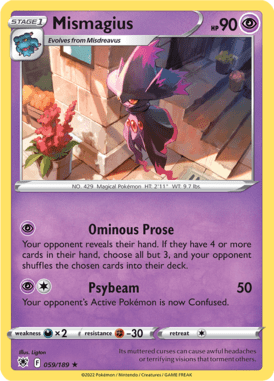 STAGE 1
Mismagius
HP 90
Evolves from Misdreavus
NO. 429 Magical Pokémon HT: 2'11" WT: 9.7 lbs.
Ominous Prose
Your opponent reveals their hand. If they have 4 or more
cards in their hand, choose all but 3, and your opponent
shuffles the chosen cards into their deck.
Psybeam 50
Your opponent's Active Pokémon is now Confused.
weakness ×2 resistance -30 retreat
Illus. Ligton
F 059/189 ★
Its muttered curses can cause awful headaches
or terrifying visions that torment others.
©2022 Pokémon / Nintendo / Creatures / GAME FREAK